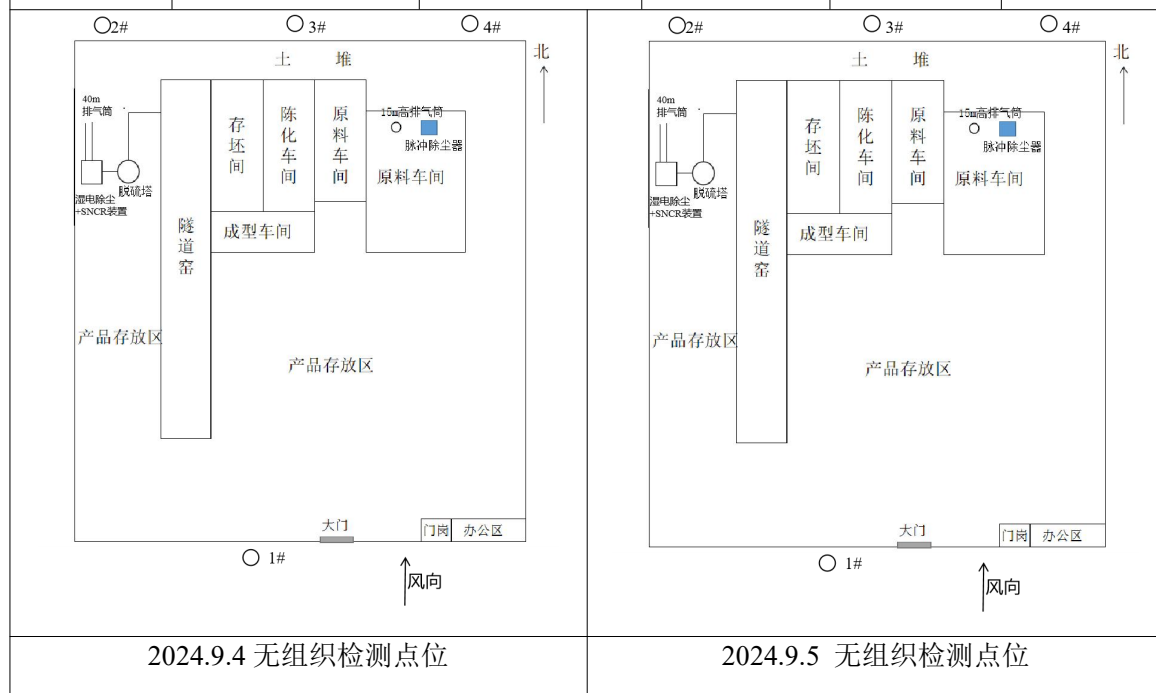 2#
3#
4#
北
土 堆
40m
排气筒
脱硫塔
湿电除尘
+SNCR装置
存坯间
陈化车间
原料车间
15m高排气筒
脉冲除尘器
原料车间
成型车间
隧道窑
产品存放区
产品存放区
大门
门岗
办公区
1#
风向
2024.9.4 无组织检测点位
2#
3#
4#
北
土 堆
40m
排气筒
脱硫塔
湿电除尘
+SNCR装置
存坯间
陈化车间
原料车间
15m高排气筒
脉冲除尘器
原料车间
成型车间
隧道窑
产品存放区
产品存放区
大门
门岗
办公区
1#
风向
2024.9.5 无组织检测点位